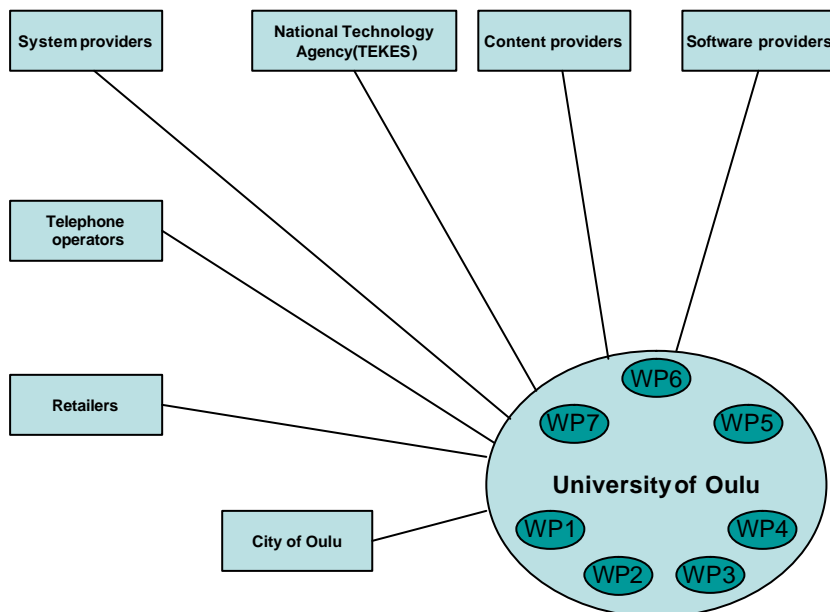 System providers
National Technology
Agency(TEKES)
Content providers
Software providers
Telephone
operators
Retailers
City of Oulu
WP6
WP7
WP5
University of Oulu
WP1
WP4
WP2
WP3